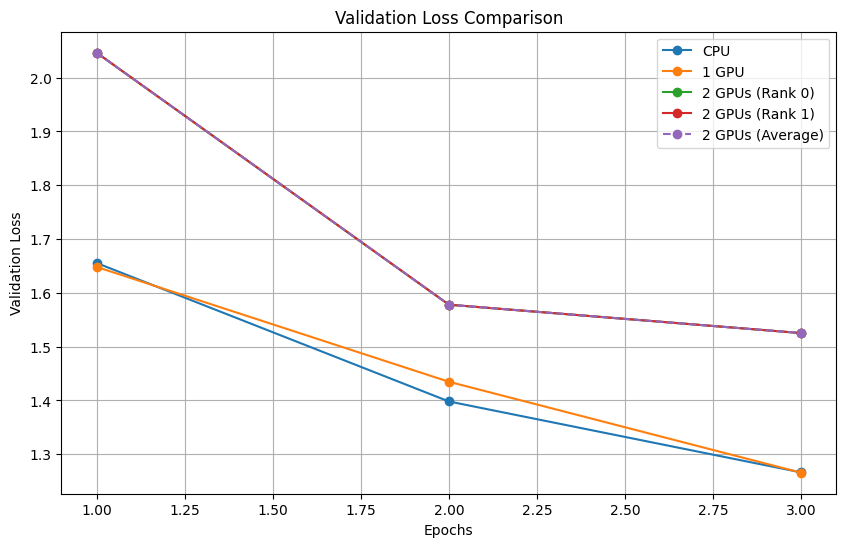 Validation Loss Comparison
CPU
1 GPU
2 GPUs (Rank 0)
2 GPUs (Rank 1)
2 GPUs (Average)
Validation Loss
2.0
1.9
1.8
1.7
1.6
1.5
1.4
1.3
1.00 1.25 1.50 1.75 2.00 2.25 2.50 2.75 3.00
Epochs